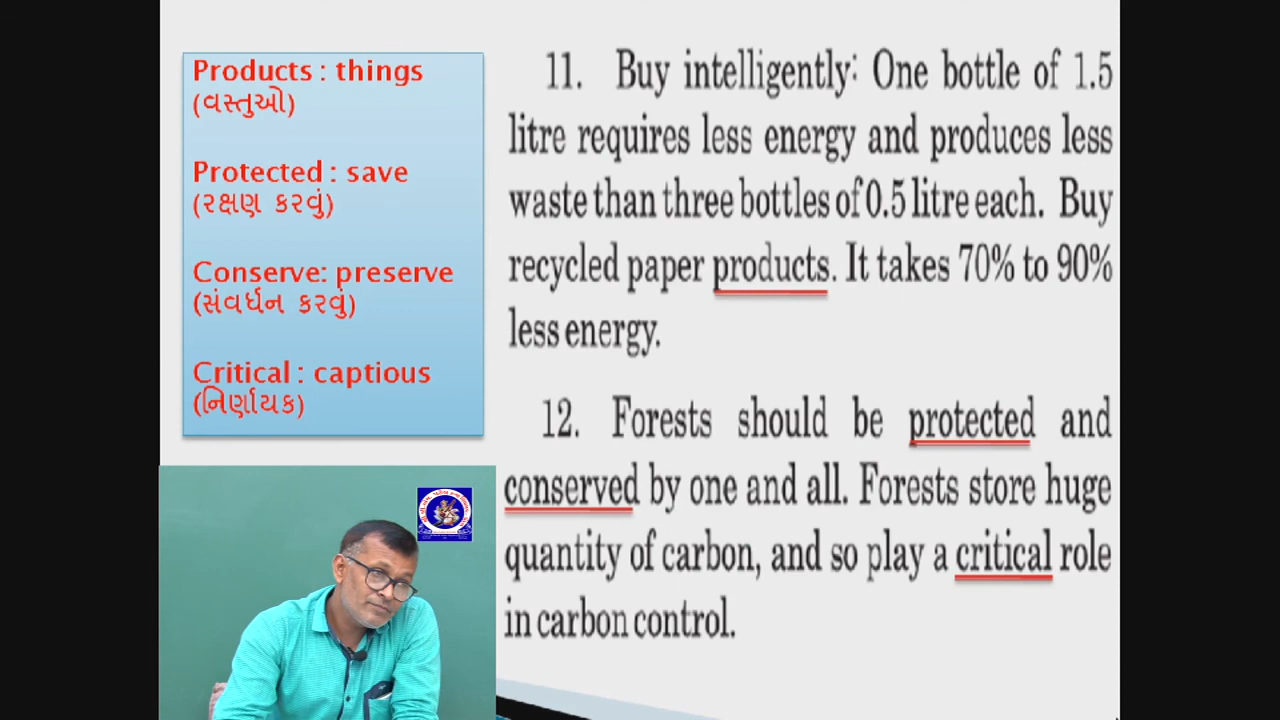 Products : things
(વસ્તુઓ)
Protected : save
(રક્ષણ કરવું)
Conserve: preserve
(સંવર્ધન કરવું)
Critical : captious
(નિર્ણાયક)
11. Buy intelligently: One bottle of 1.5
litre requires less energy and produces less
waste than three bottles of 0.5 litre each. Buy
recycled paper products. It takes 70% to 90%
less energy.
12. Forests should be protected and
conserved by one and all. Forests store huge
quantity of carbon, and so play a critical role
in carbon control.